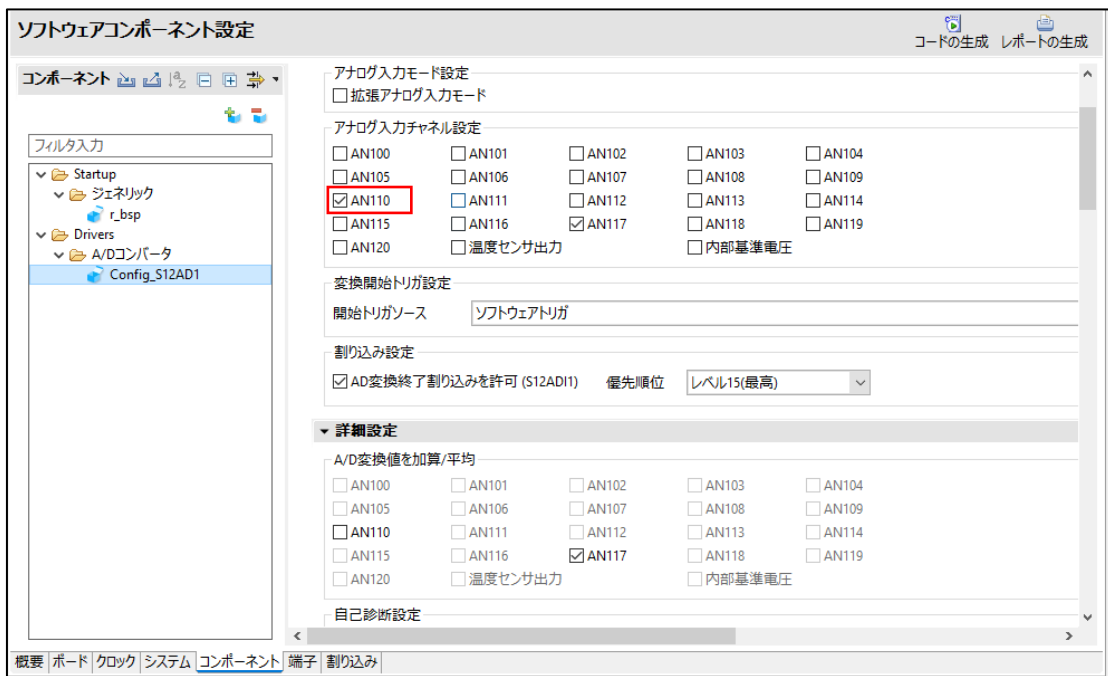 ソフトウェアコンポーネント設定
コードの生成 レポートの生成
コンポーネント
フィルタ入力
Startup
ジェネリック
r_bsp
Drivers
A/Dコンバータ
Config_S12AD1
アナログ入力モード設定
拡張アナログ入力モード
アナログ入力チャネル設定
AN100 AN101 AN102 AN103 AN104
AN105 AN106 AN107 AN108 AN109
AN110 AN111 AN112 AN113 AN114
AN115 AN116 AN117 AN118 AN119
AN120 温度センサ出力 内部基準電圧
変換開始トリガ設定
開始トリガソース ソフトウェアトリガ
割り込み設定
AD変換終了割り込みを許可 (S12ADI1) 優先順位 レベル15(最高)
詳細設定
A/D変換値を加算/平均
AN100 AN101 AN102 AN103 AN104
AN105 AN106 AN107 AN108 AN109
AN110 AN111 AN112 AN113 AN114
AN115 AN116 AN117 AN118 AN119
AN120 温度センサ出力 内部基準電圧
自己診断設定
概要 ボード クロック システム コンポーネント 端子 割り込み